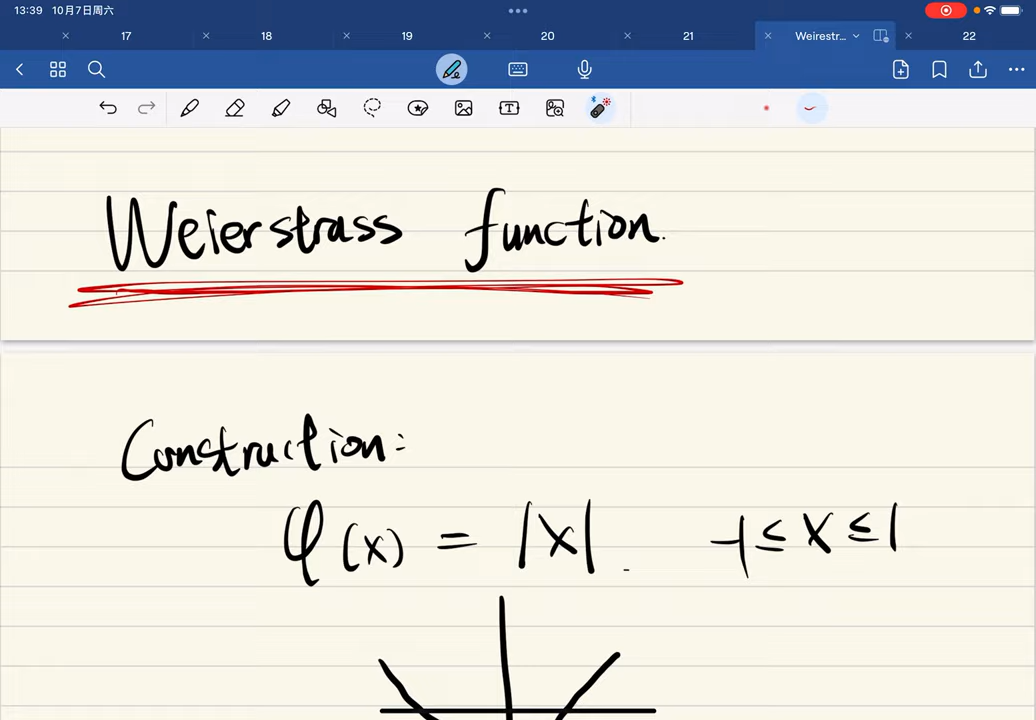 13:39 10月7日周六
17 18 19 20 21 Weirestr... 22
Weierstrass function.
Construction:
φ(x) = |x|. -1 ≤ x ≤ 1